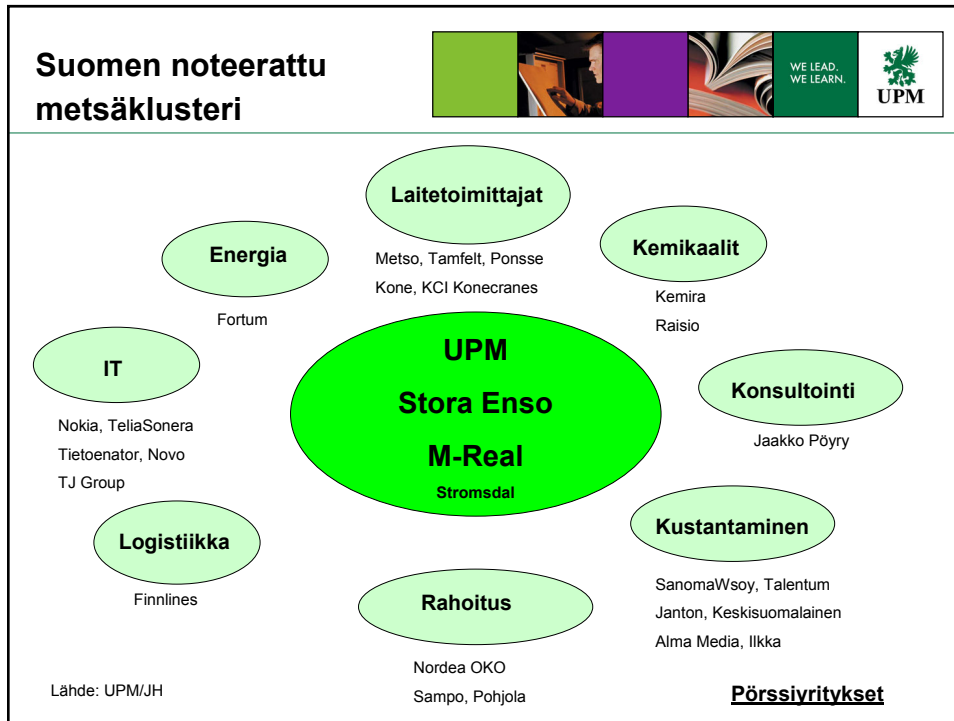 Suomen noteerattu
metsäklusteri
WE LEAD.
WE LEARN.
UPM
Laitetoimittajat
Metso, Tamfelt, Ponsse
Kone, KCI Konecranes
Energia
Fortum
Kemikaalit
Kemira
Raisio
IT
Nokia, TeliaSonera
Tietoenator, Novo
TJ Group
UPM
Stora Enso
M-Real
Stromsdal
Konsultointi
Jaakko Pöyry
Logistiikka
Finnlines
Kustantaminen
SanomaWsoy, Talentum
Janton, Keskisuomalainen
Alma Media, Ilkka
Rahoitus
Nordea OKO
Sampo, Pohjola
Lähde: UPM/JH
Pörssiyritykset